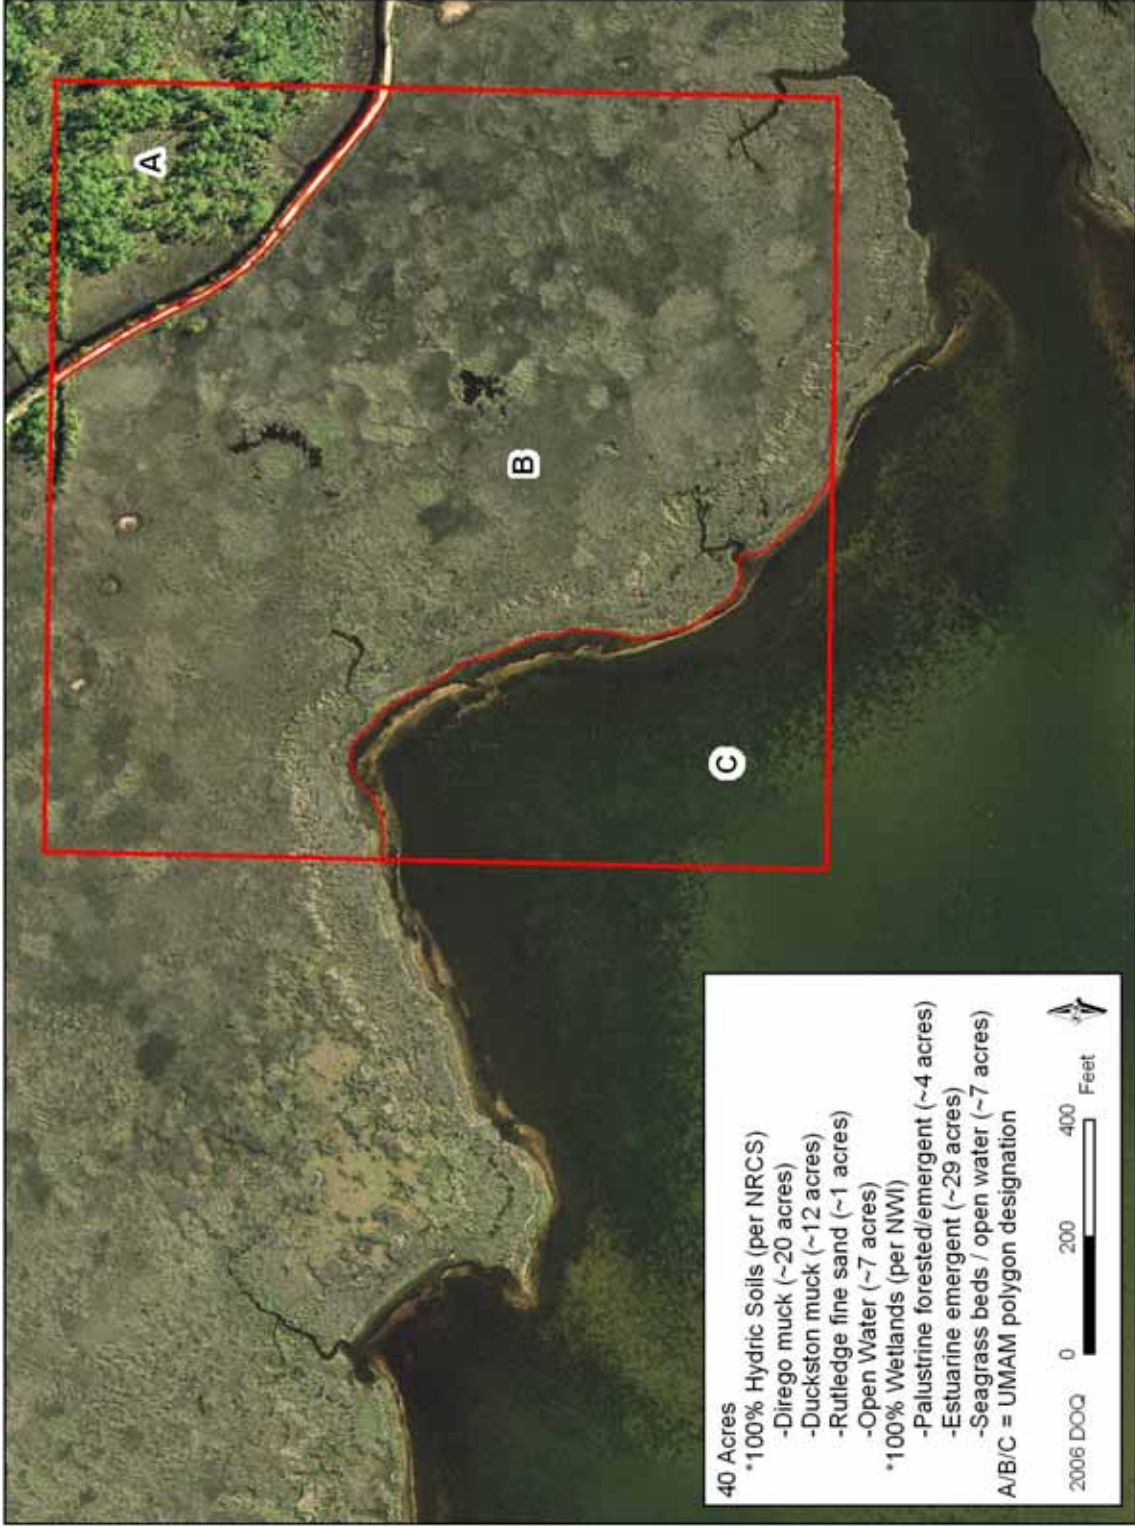 A
B
C
40 Acres
*100% Hydric Soils (per NRCS)
-Dirego muck (~20 acres)
-Duckston muck (~12 acres)
-Rutledge fine sand (~1 acres)
-Open Water (~7 acres)
*100% Wetlands (per NWI)
-Palustrine forested/emergent (~4 acres)
-Estuarine emergent (~29 acres)
-Seagrass beds / open water (~7 acres)
A/B/C = UMAM polygon designation
2006 DOQ 0 200 400 Feet